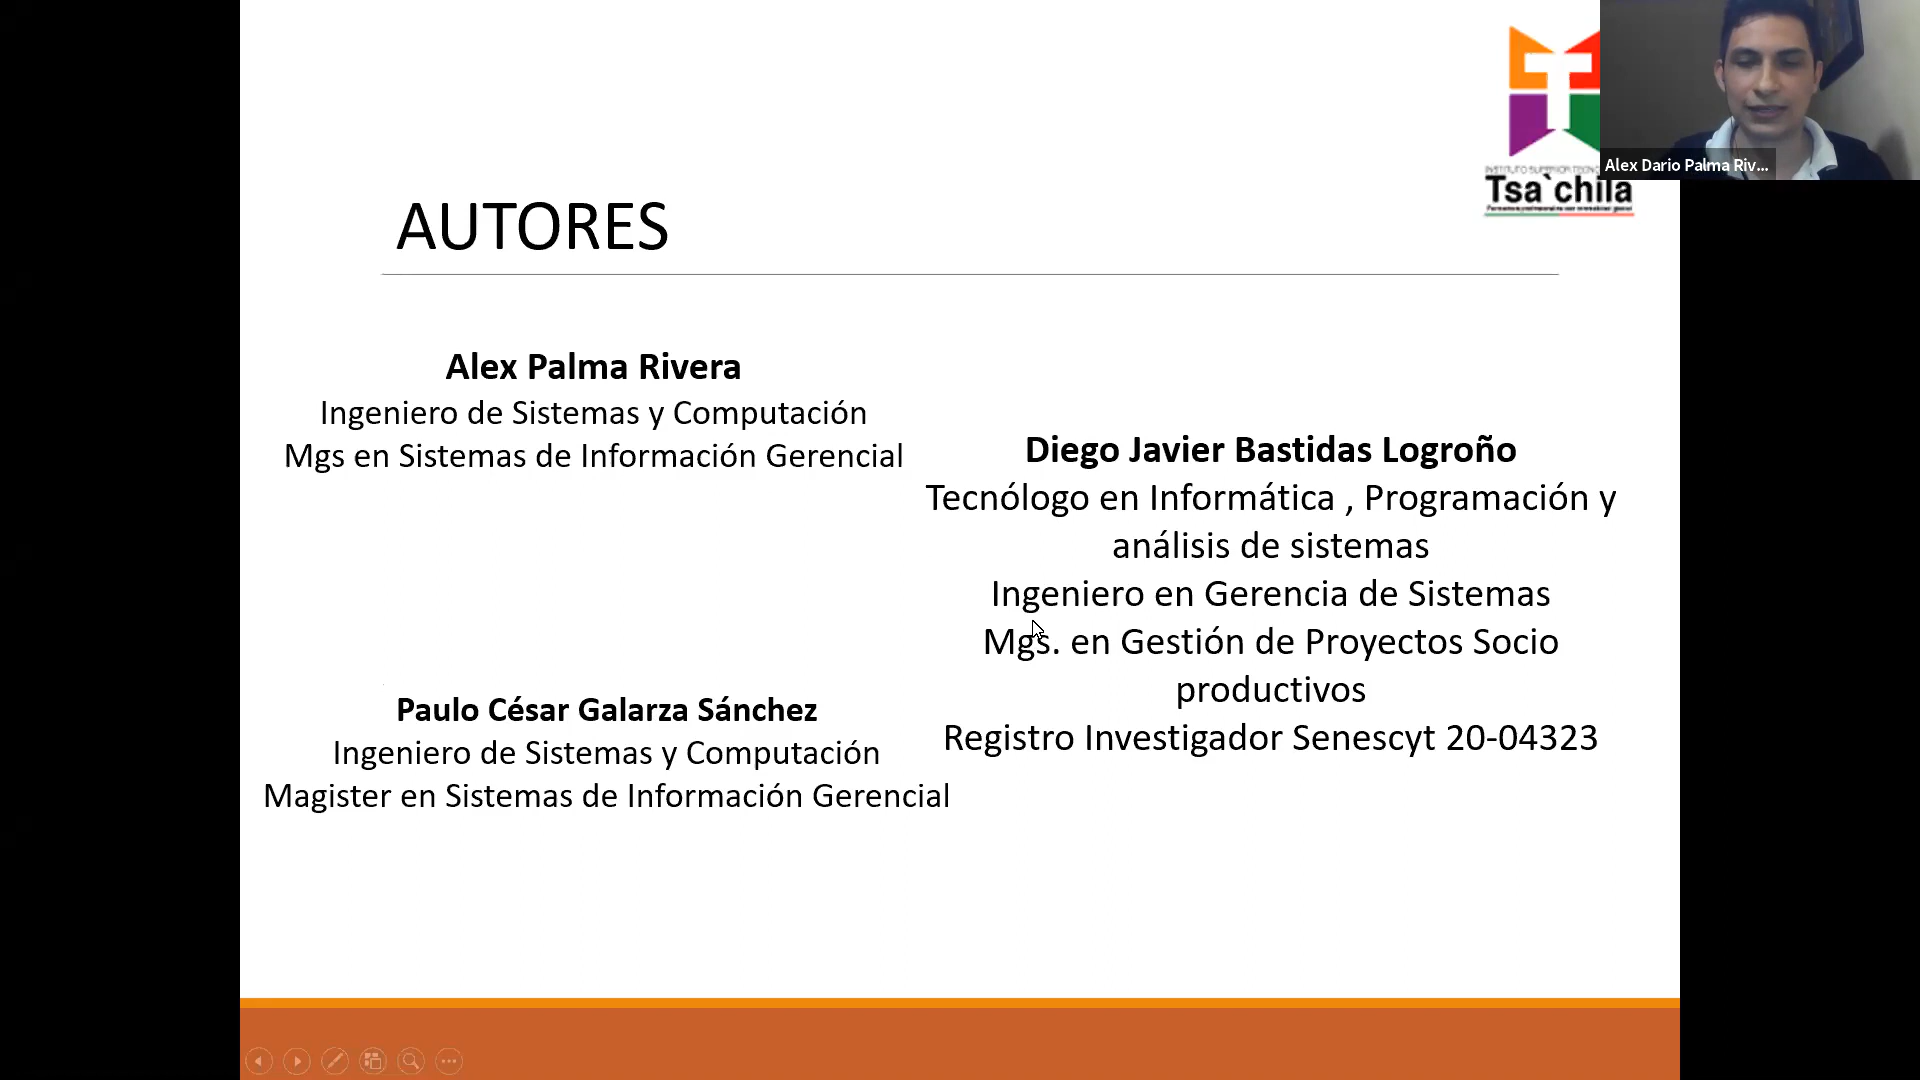 Alex Dario Palma Riv...
INSTITUTO SUPERIOR
Tsa`chila
AUTORES
Alex Palma Rivera
Ingeniero de Sistemas y Computación
Mgs en Sistemas de Información Gerencial
Diego Javier Bastidas Logroño
Tecnólogo en Informática , Programación y
análisis de sistemas
Ingeniero en Gerencia de Sistemas
Mgs. en Gestión de Proyectos Socio
productivos
Registro Investigador Senescyt 20-04323
Paulo César Galarza Sánchez
Ingeniero de Sistemas y Computación
Magister en Sistemas de Información Gerencial